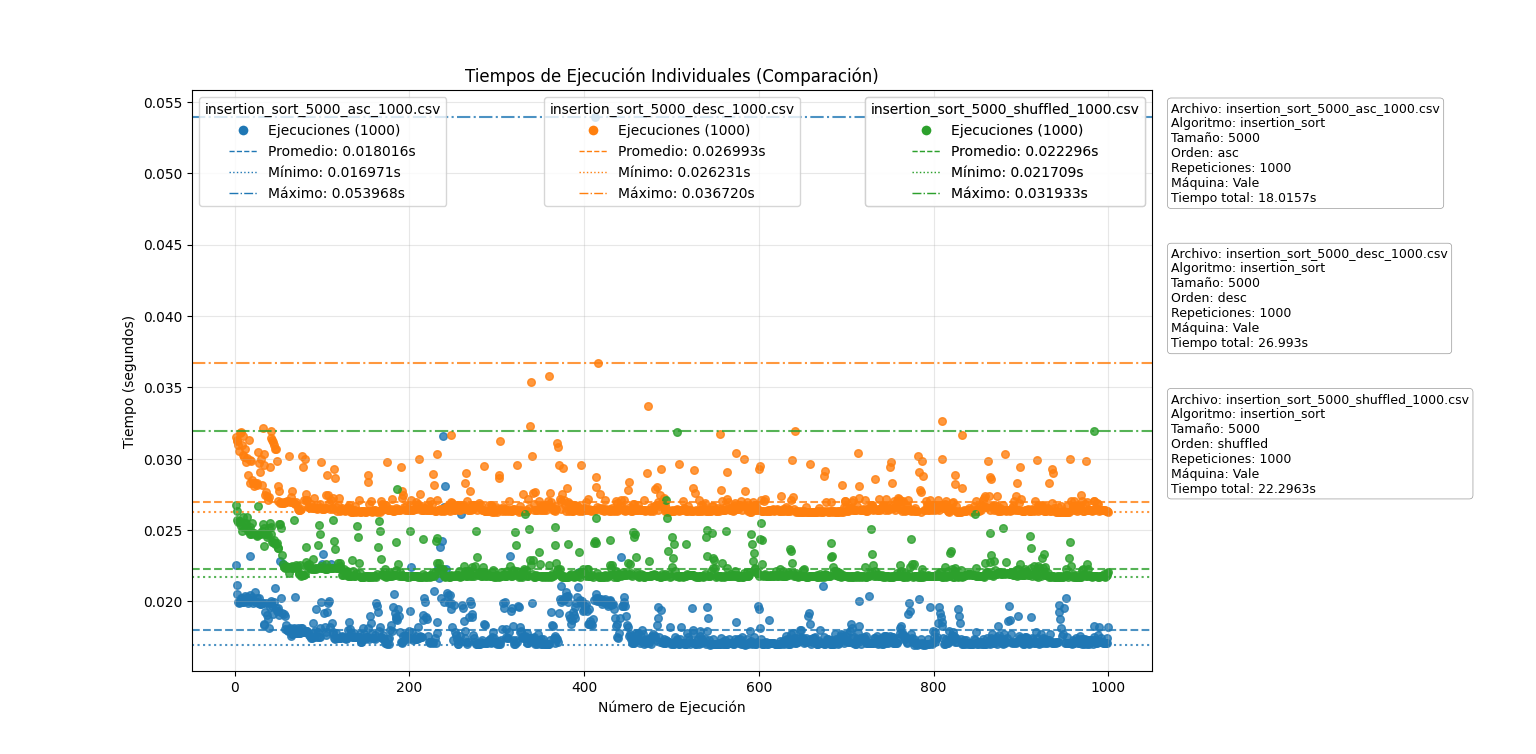 Tiempos de Ejecución Individuales (Comparación)
insertion_sort_5000_asc_1000.csv
Ejecuciones (1000)
Promedio: 0.018016s
Mínimo: 0.016971s
Máximo: 0.053968s
insertion_sort_5000_desc_1000.csv
Ejecuciones (1000)
Promedio: 0.026993s
Mínimo: 0.026231s
Máximo: 0.036720s
insertion_sort_5000_shuffled_1000.csv
Ejecuciones (1000)
Promedio: 0.022296s
Mínimo: 0.021709s
Máximo: 0.031933s
Tiempo (segundos)
0.055
0.050
0.045
0.040
0.035
0.030
0.025
0.020
0
200
400
600
800
1000
Número de Ejecución
Archivo: insertion_sort_5000_asc_1000.csv
Algoritmo: insertion_sort
Tamaño: 5000
Orden: asc
Repeticiones: 1000
Máquina: Vale
Tiempo total: 18.0157s
Archivo: insertion_sort_5000_desc_1000.csv
Algoritmo: insertion_sort
Tamaño: 5000
Orden: desc
Repeticiones: 1000
Máquina: Vale
Tiempo total: 26.993s
Archivo: insertion_sort_5000_shuffled_1000.csv
Algoritmo: insertion_sort
Tamaño: 5000
Orden: shuffled
Repeticiones: 1000
Máquina: Vale
Tiempo total: 22.2963s